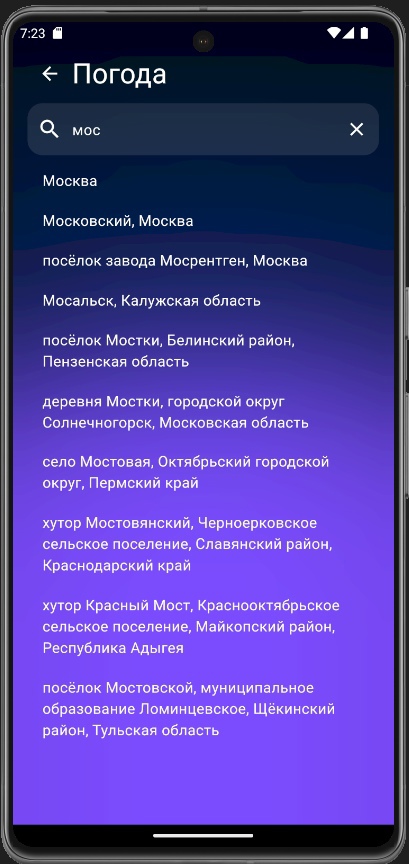 7:23
Погода
мос
Москва
Московский, Москва
посёлок завода Мосрентген, Москва
Мосальск, Калужская область
посёлок Мостки, Белинский район,
Пензенская область
деревня Мостки, городской округ
Солнечногорск, Московская область
село Мостовая, Октябрьский городской
округ, Пермский край
хутор Мостовянский, Черноерковское
сельское поселение, Славянский район,
Краснодарский край
хутор Красный Мост, Краснооктябрьское
сельское поселение, Майкопский район,
Республика Адыгея
посёлок Мостовской, муниципальное
образование Ломинцевское, Щёкинский
район, Тульская область